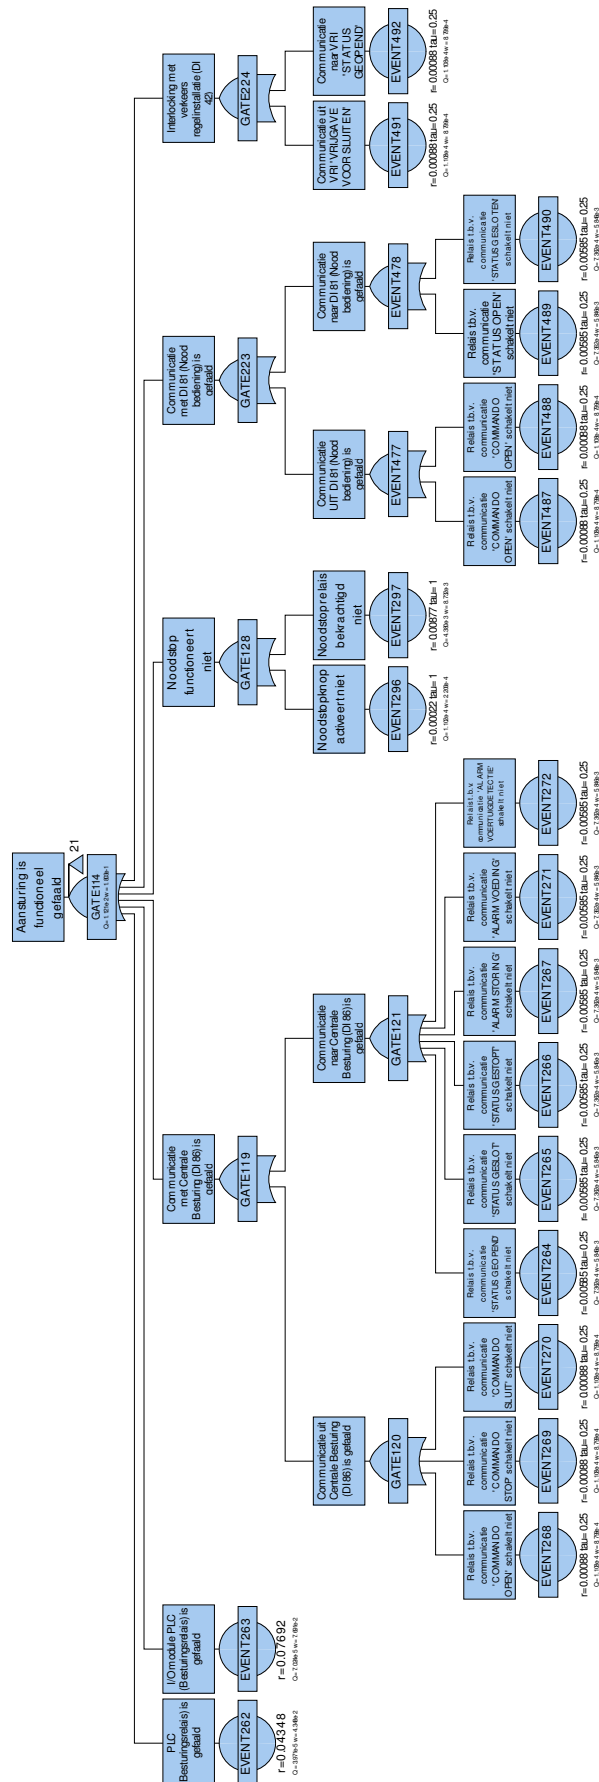 Aansturing is
functioneel
gefaald
21
GATE114
PLC
(Besturingsrelais) is
gefaald
EVENT262
r=0.04348
I/O module PLC
(Besturingsrelais) is
gefaald
EVENT263
r=0.07692
Communicatie
met Centrale
Besturing (DI 86) is
gefaald
GATE119
Communicatie uit
Centrale Besturing
(DI 86) is gefaald
GATE120
Relais t.b.v.
communicatie
'COMMANDO
OPEN' schakelt niet
EVENT268
r=0.00088 tau=0.25
Relais t.b.v.
communicatie
'COMMANDO
STOP schakelt niet
EVENT269
r=0.00088 tau=0.25
Relais t.b.v.
communicatie
'COMMANDO
SLUIT' schakelt niet
EVENT270
r=0.00088 tau=0.25
Communicatie
naar Centrale
Besturing (DI 86) is
gefaald
GATE121
Relais t.b.v.
communicatie
'STATUS GEOPEND'
schakelt niet
EVENT264
r=0.00585 tau=0.25
Relais t.b.v.
communicatie
'STATUS GESLOT'
schakelt niet
EVENT265
r=0.00585 tau=0.25
Relais t.b.v.
communicatie
'STATUS GESTOPT'
schakelt niet
EVENT266
r=0.00585 tau=0.25
Relais t.b.v.
communicatie
'ALARM STORING'
schakelt niet
EVENT267
r=0.00585 tau=0.25
Relais t.b.v.
communicatie
'ALARM VOEDING'
schakelt niet
EVENT271
r=0.00585 tau=0.25
Relais t.b.v.
communicatie 'ALARM
VOERTUIGDETECTIE'
schakelt niet
EVENT272
r=0.00585 tau=0.25
Noodstop
functioneert
niet
GATE128
Noodstopknop
activeert niet
EVENT296
r=0.00022 tau=1
Noodstop relais
bekrachtigd
niet
EVENT297
r=0.00877 tau=1
Communicatie
met DI 81 (Nood
bediening) is
gefaald
GATE223
Communicatie
UIT DI 81 (Nood
bediening) is
gefaald
EVENT477
Relais t.b.v.
communicatie
'COMMANDO
OPEN' schakelt niet
EVENT487
r=0.00088 tau=0.25
Relais t.b.v.
communicatie
'COMMANDO
OPEN' schakelt niet
EVENT488
r=0.00088 tau=0.25
Communicatie
naar DI 81 (Nood
bediening) is
gefaald
EVENT478
Relais t.b.v.
communicatie
'STATUS OPEN'
schakelt niet
EVENT489
r=0.00585 tau=0.25
Relais t.b.v.
communicatie
'STATUS GESLOTEN'
schakelt niet
EVENT490
r=0.00585 tau=0.25
Interlocking met
verkeers
regelinstallatie (DI
42)
GATE224
Communicatie uit
VRI 'VRIJGAVE
VOOR SLUITEN'
EVENT491
r=0.00088 tau=0.25
Communicatie
naar VRI
'STATUS
GEOPEND'
EVENT492
r=0.00088 tau=0.25